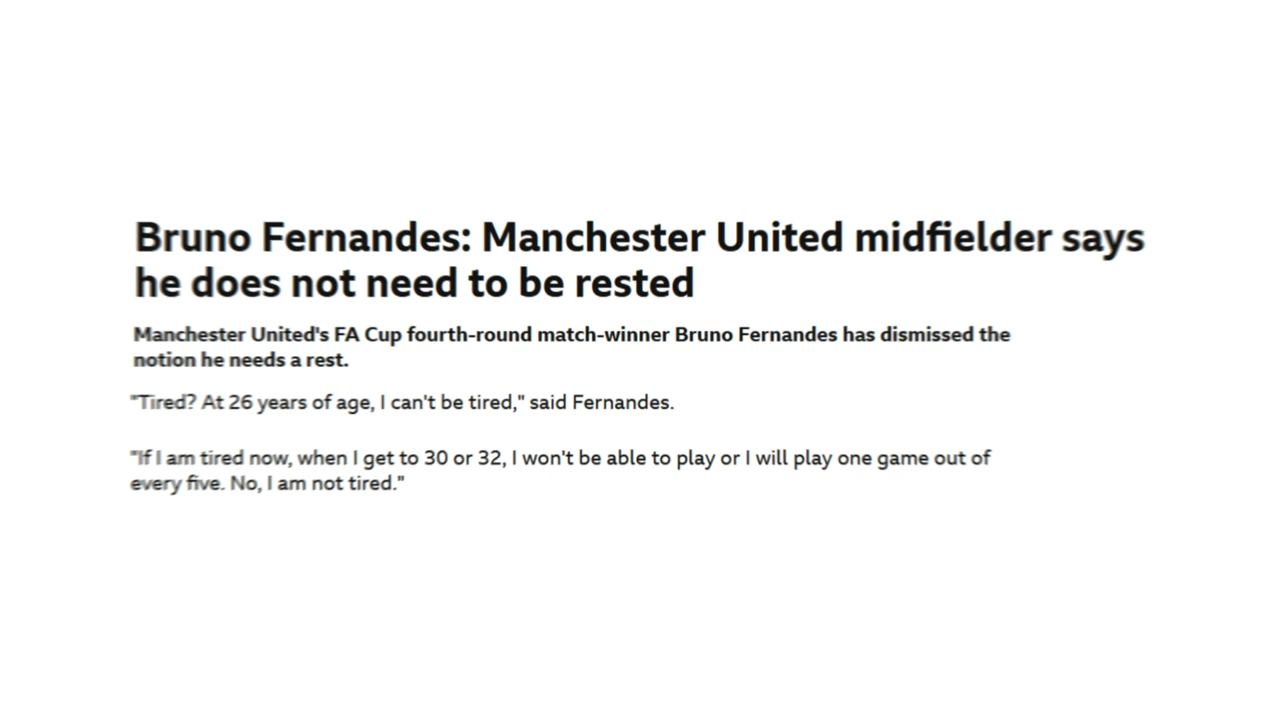 Bruno Fernandes: Manchester United midfielder says
he does not need to be rested
Manchester United's FA Cup fourth-round match-winner Bruno Fernandes has dismissed the
notion he needs a rest.
"Tired? At 26 years of age, I can't be tired," said Fernandes.
"If I am tired now, when I get to 30 or 32, I won't be able to play or I will play one game out of
every five. No, I am not tired."